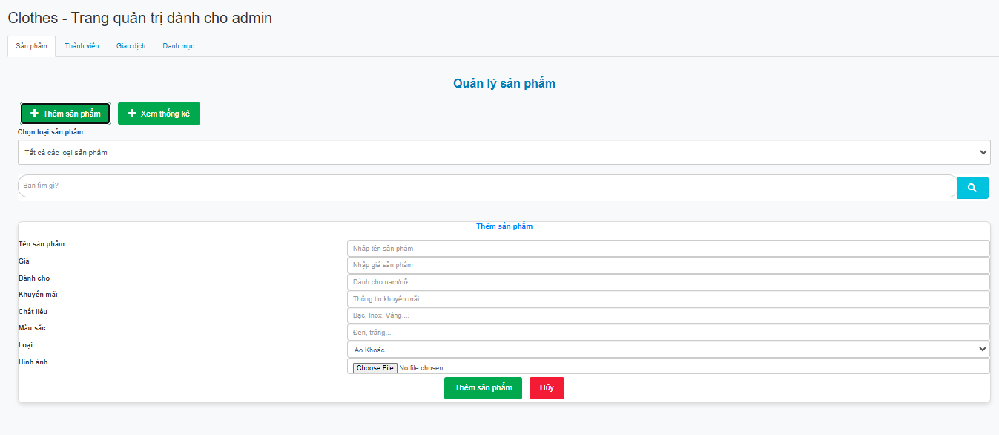 Clothes - Trang quản trị dành cho admin
Sản phẩm Thành viên Giao dịch Danh mục
Quản lý sản phẩm
Thêm sản phẩm Xem thống kê
Chọn loại sản phẩm:
Tất cả các loại sản phẩm
Bạn tìm gì?
Thêm sản phẩm
Tên sản phẩm Nhập tên sản phẩm
Giá Nhập giá sản phẩm
Dành cho Dành cho nam/nữ
Khuyến mãi Thông tin khuyến mãi
Chất liệu Bạc, Inox, Vàng,...
Màu sắc Đen, trắng,...
Loại Áo Khoác
Hình ảnh Choose File No file chosen
Thêm sản phẩm Hủy